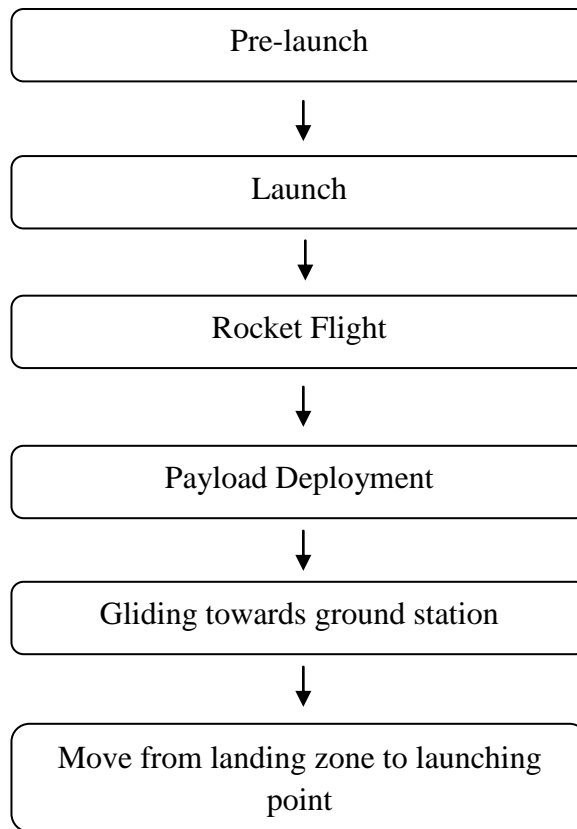 Pre-launch
Launch
Rocket Flight
Payload Deployment
Gliding towards ground station
Move from landing zone to launching
point